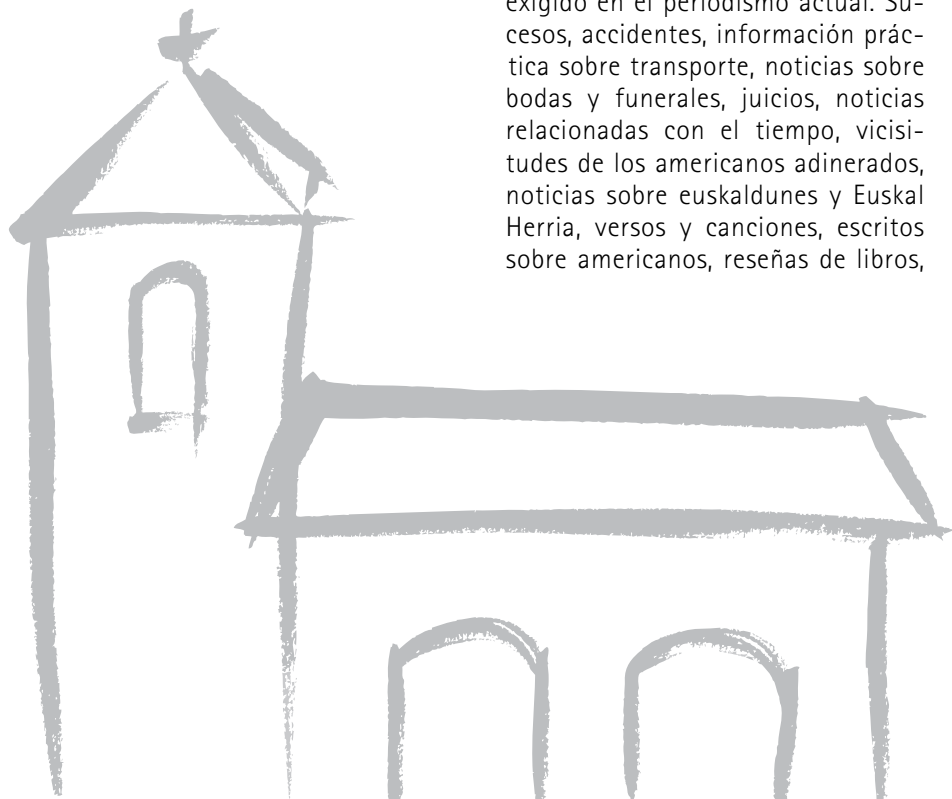 exigido en el periodismo actual. Su-
cesos, accidentes, información prác-
tica sobre transporte, noticias sobre
bodas y funerales, juicios, noticias
relacionadas con el tiempo, vicisi-
tudes de los americanos adinerados,
noticias sobre euskaldunes y Euskal
Herria, versos y canciones, escritos
sobre americanos, reseñas de libros,